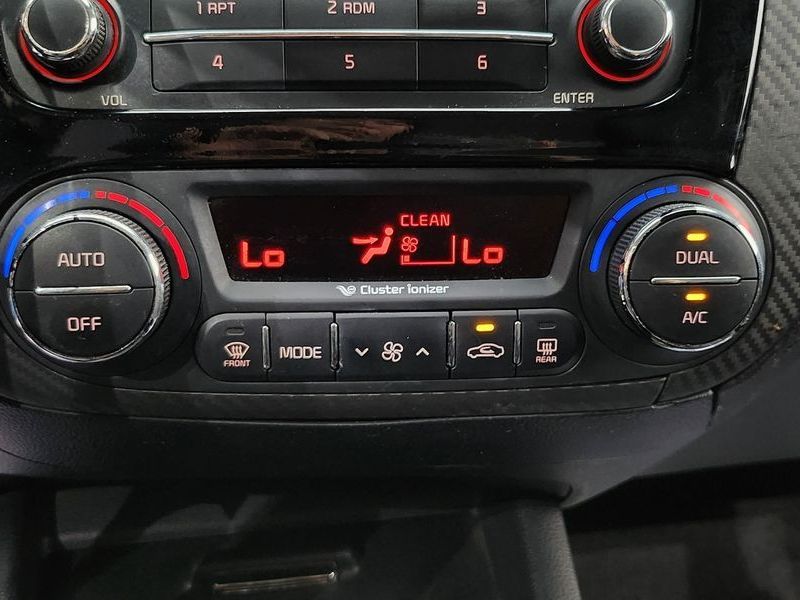 1 RPT 2 RDM 3
4 5 6
VOL ENTER
AUTO
OFF
CLEAN
Lo Lo
Cluster ionizer
FRONT MODE REAR
DUAL
A/C